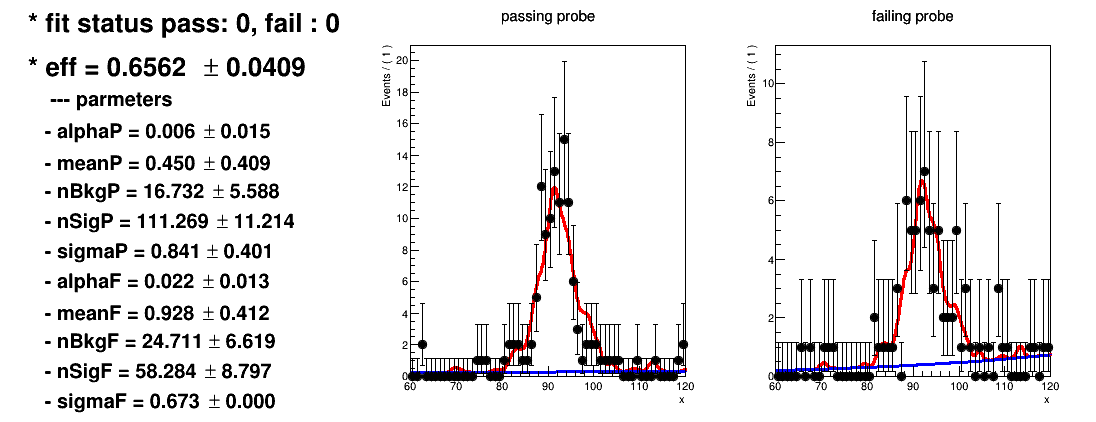 * fit status pass: 0, fail : 0
* eff = 0.6562 ± 0.0409
--- parmeters
- alphaP = 0.006 ± 0.015
- meanP = 0.450 ± 0.409
- nBkgP = 16.732 ± 5.588
- nSigP = 111.269 ± 11.214
- sigmaP = 0.841 ± 0.401
- alphaF = 0.022 ± 0.013
- meanF = 0.928 ± 0.412
- nBkgF = 24.711 ± 6.619
- nSigF = 58.284 ± 8.797
- sigmaF = 0.673 ± 0.000
passing probe
Events / ( 1 )
20
18
16
14
12
10
8
6
4
2
0
60 70 80 90 100 110 120
x
failing probe
Events / ( 1 )
10
8
6
4
2
0
60 70 80 90 100 110 120
x